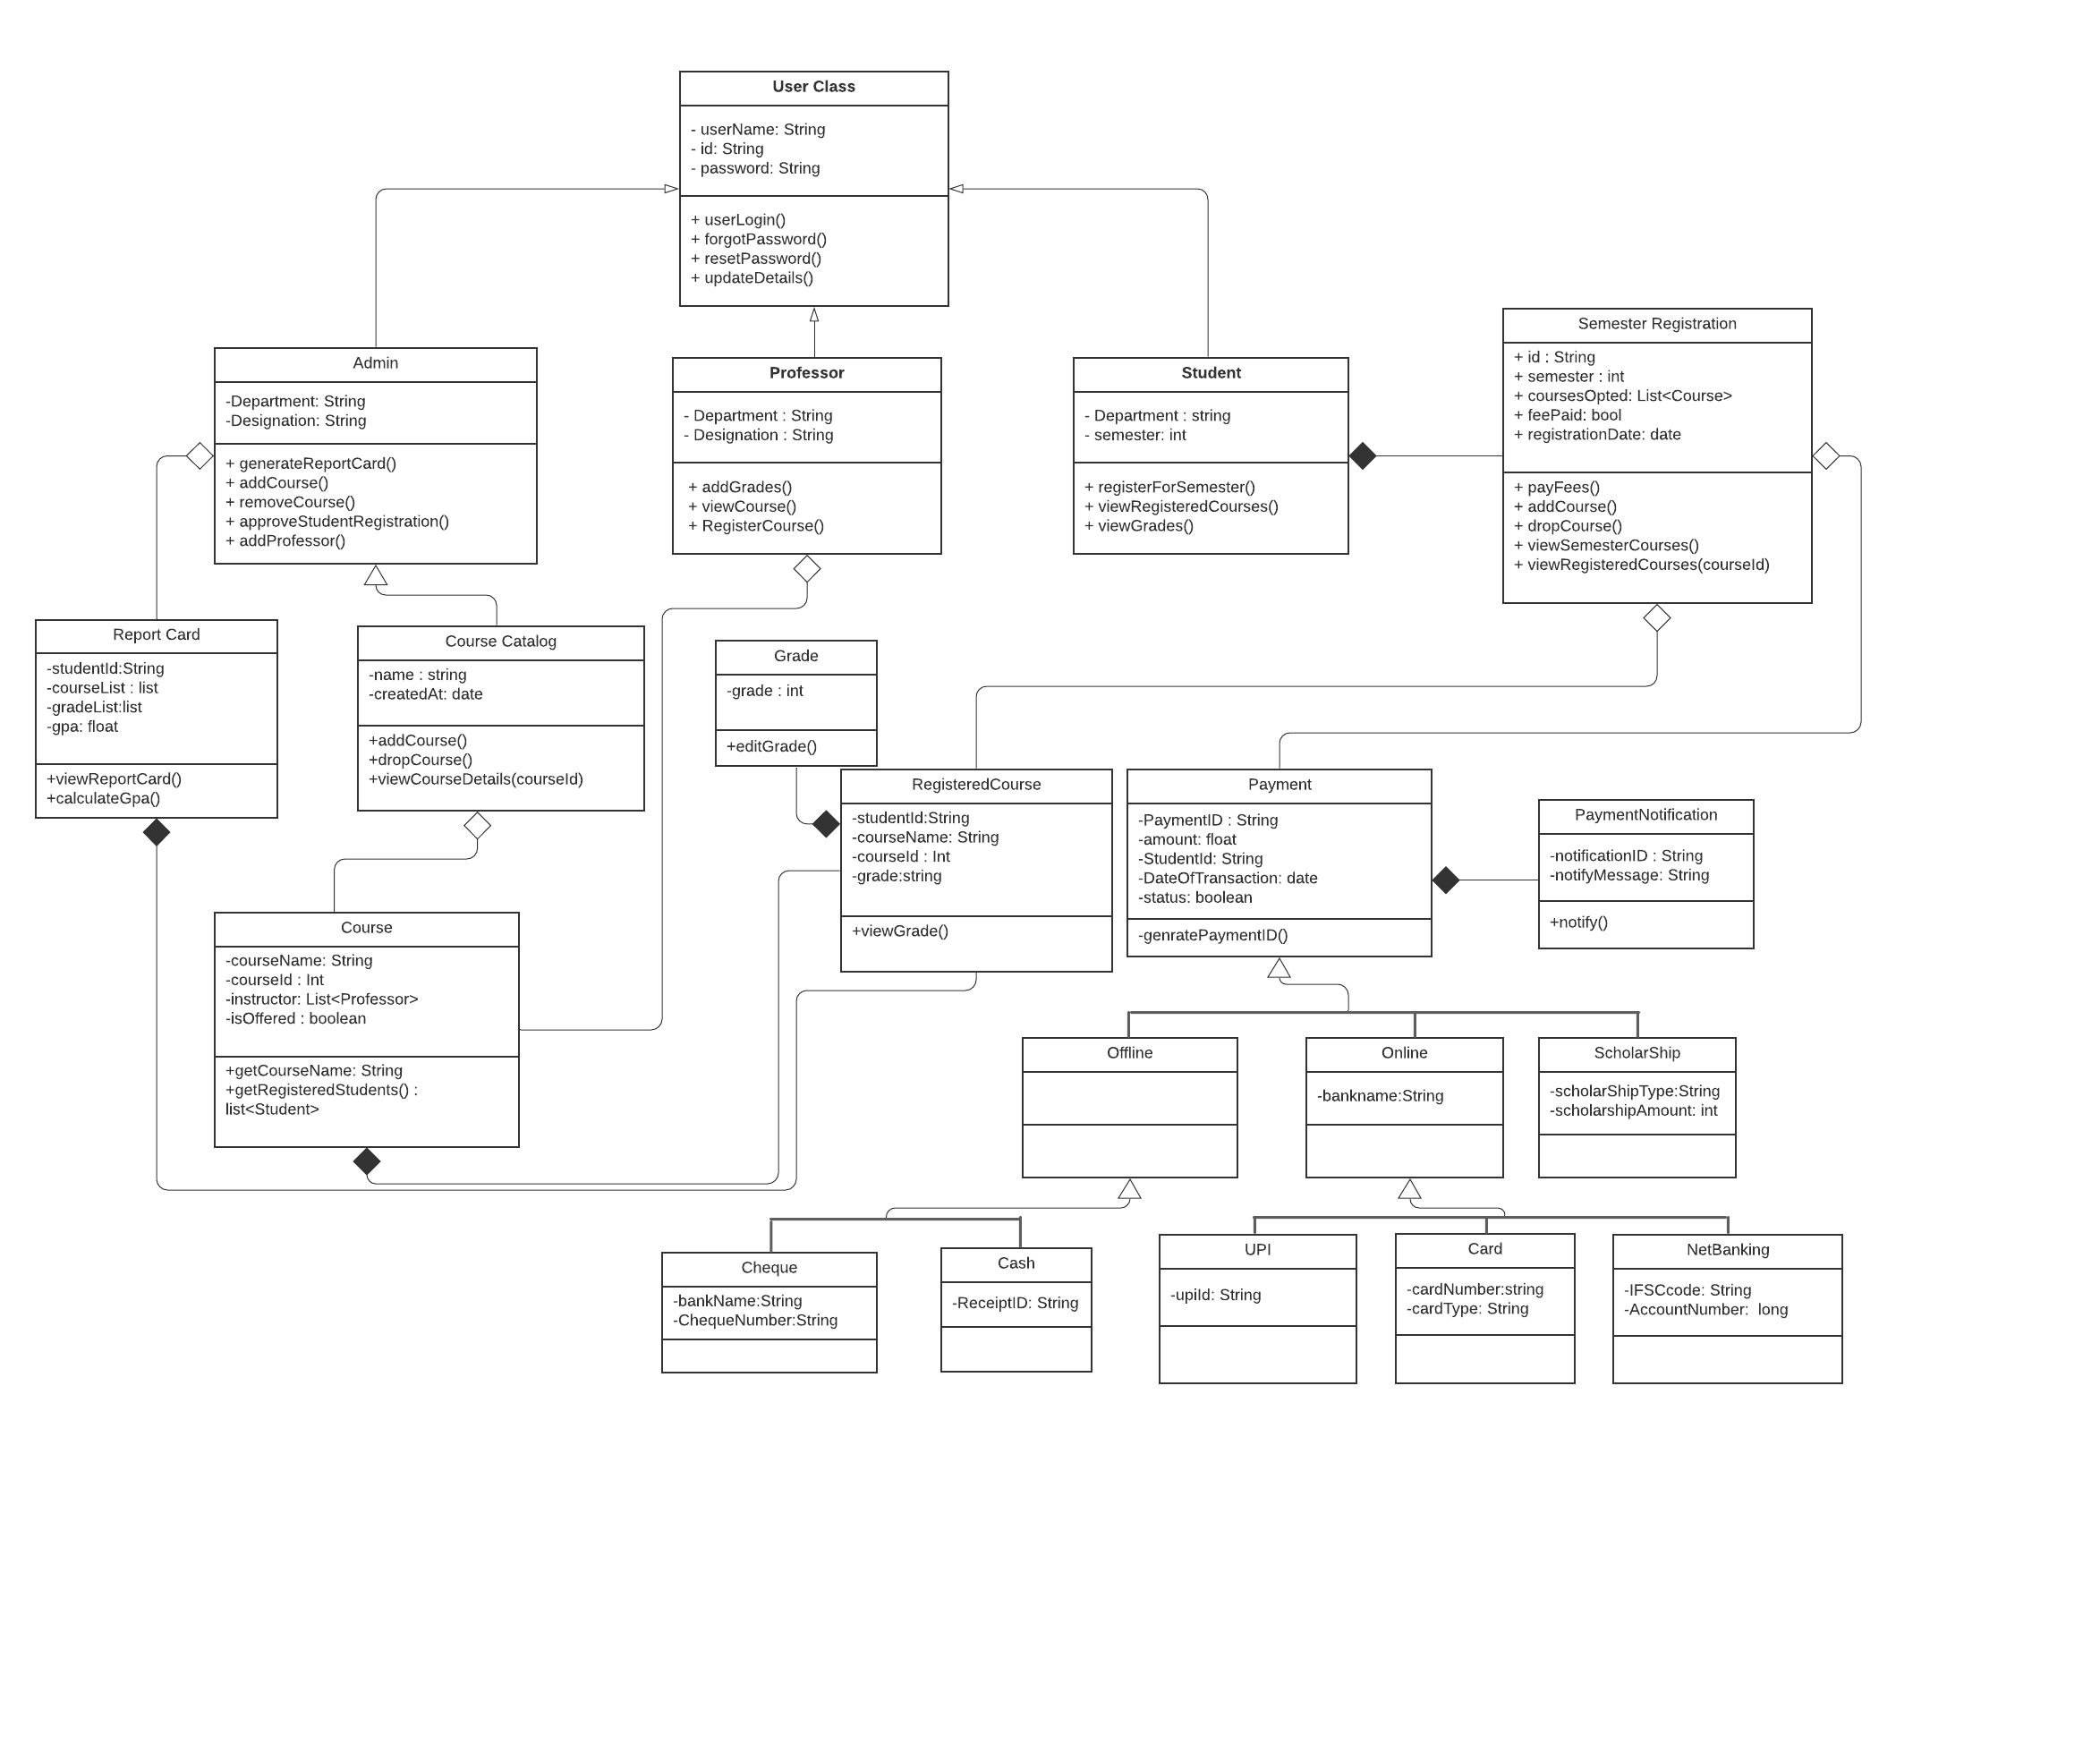 User Class
- userName: String
- id: String
- password: String
+ userLogin()
+ forgotPassword()
+ resetPassword()
+ updateDetails()
Admin
-Department: String
-Designation: String
+ generateReportCard()
+ addCourse()
+ removeCourse()
+ approveStudentRegistration()
+ addProfessor()
Professor
- Department : String
- Designation : String
+ addGrades()
+ viewCourse()
+ RegisterCourse()
Student
- Department : string
- semester: int
+ registerForSemester()
+ viewRegisteredCourses()
+ viewGrades()
Semester Registration
+ id : String
+ semester : int
+ coursesOpted: List<Course>
+ feePaid: bool
+ registrationDate: date
+ payFees()
+ addCourse()
+ dropCourse()
+ viewSemesterCourses()
+ viewRegisteredCourses(courseId)
Report Card
-studentId:String
-courseList : list
-gradeList:list
-gpa: float
+viewReportCard()
+calculateGpa()
Course Catalog
-name : string
-createdAt: date
+addCourse()
+dropCourse()
+viewCourseDetails(courseId)
Grade
-grade : int
+editGrade()
RegisteredCourse
-studentId:String
-courseName: String
-courseId : Int
-grade:string
+viewGrade()
Payment
-PaymentID : String
-amount: float
-StudentId: String
-DateOfTransaction: date
-status: boolean
-genratePaymentID()
PaymentNotification
-notificationID : String
-notifyMessage: String
+notify()
Course
-courseName: String
-courseId : Int
-instructor: List<Professor>
-isOffered : boolean
+getCourseName: String
+getRegisteredStudents() :
list<Student>
Offline
Online
-bankname:String
ScholarShip
-scholarShipType:String
-scholarshipAmount: int
Cheque
-bankName:String
-ChequeNumber:String
Cash
-ReceiptID: String
UPI
-upiId: String
Card
-cardNumber:string
-cardType: String
NetBanking
-IFSCcode: String
-AccountNumber:  long